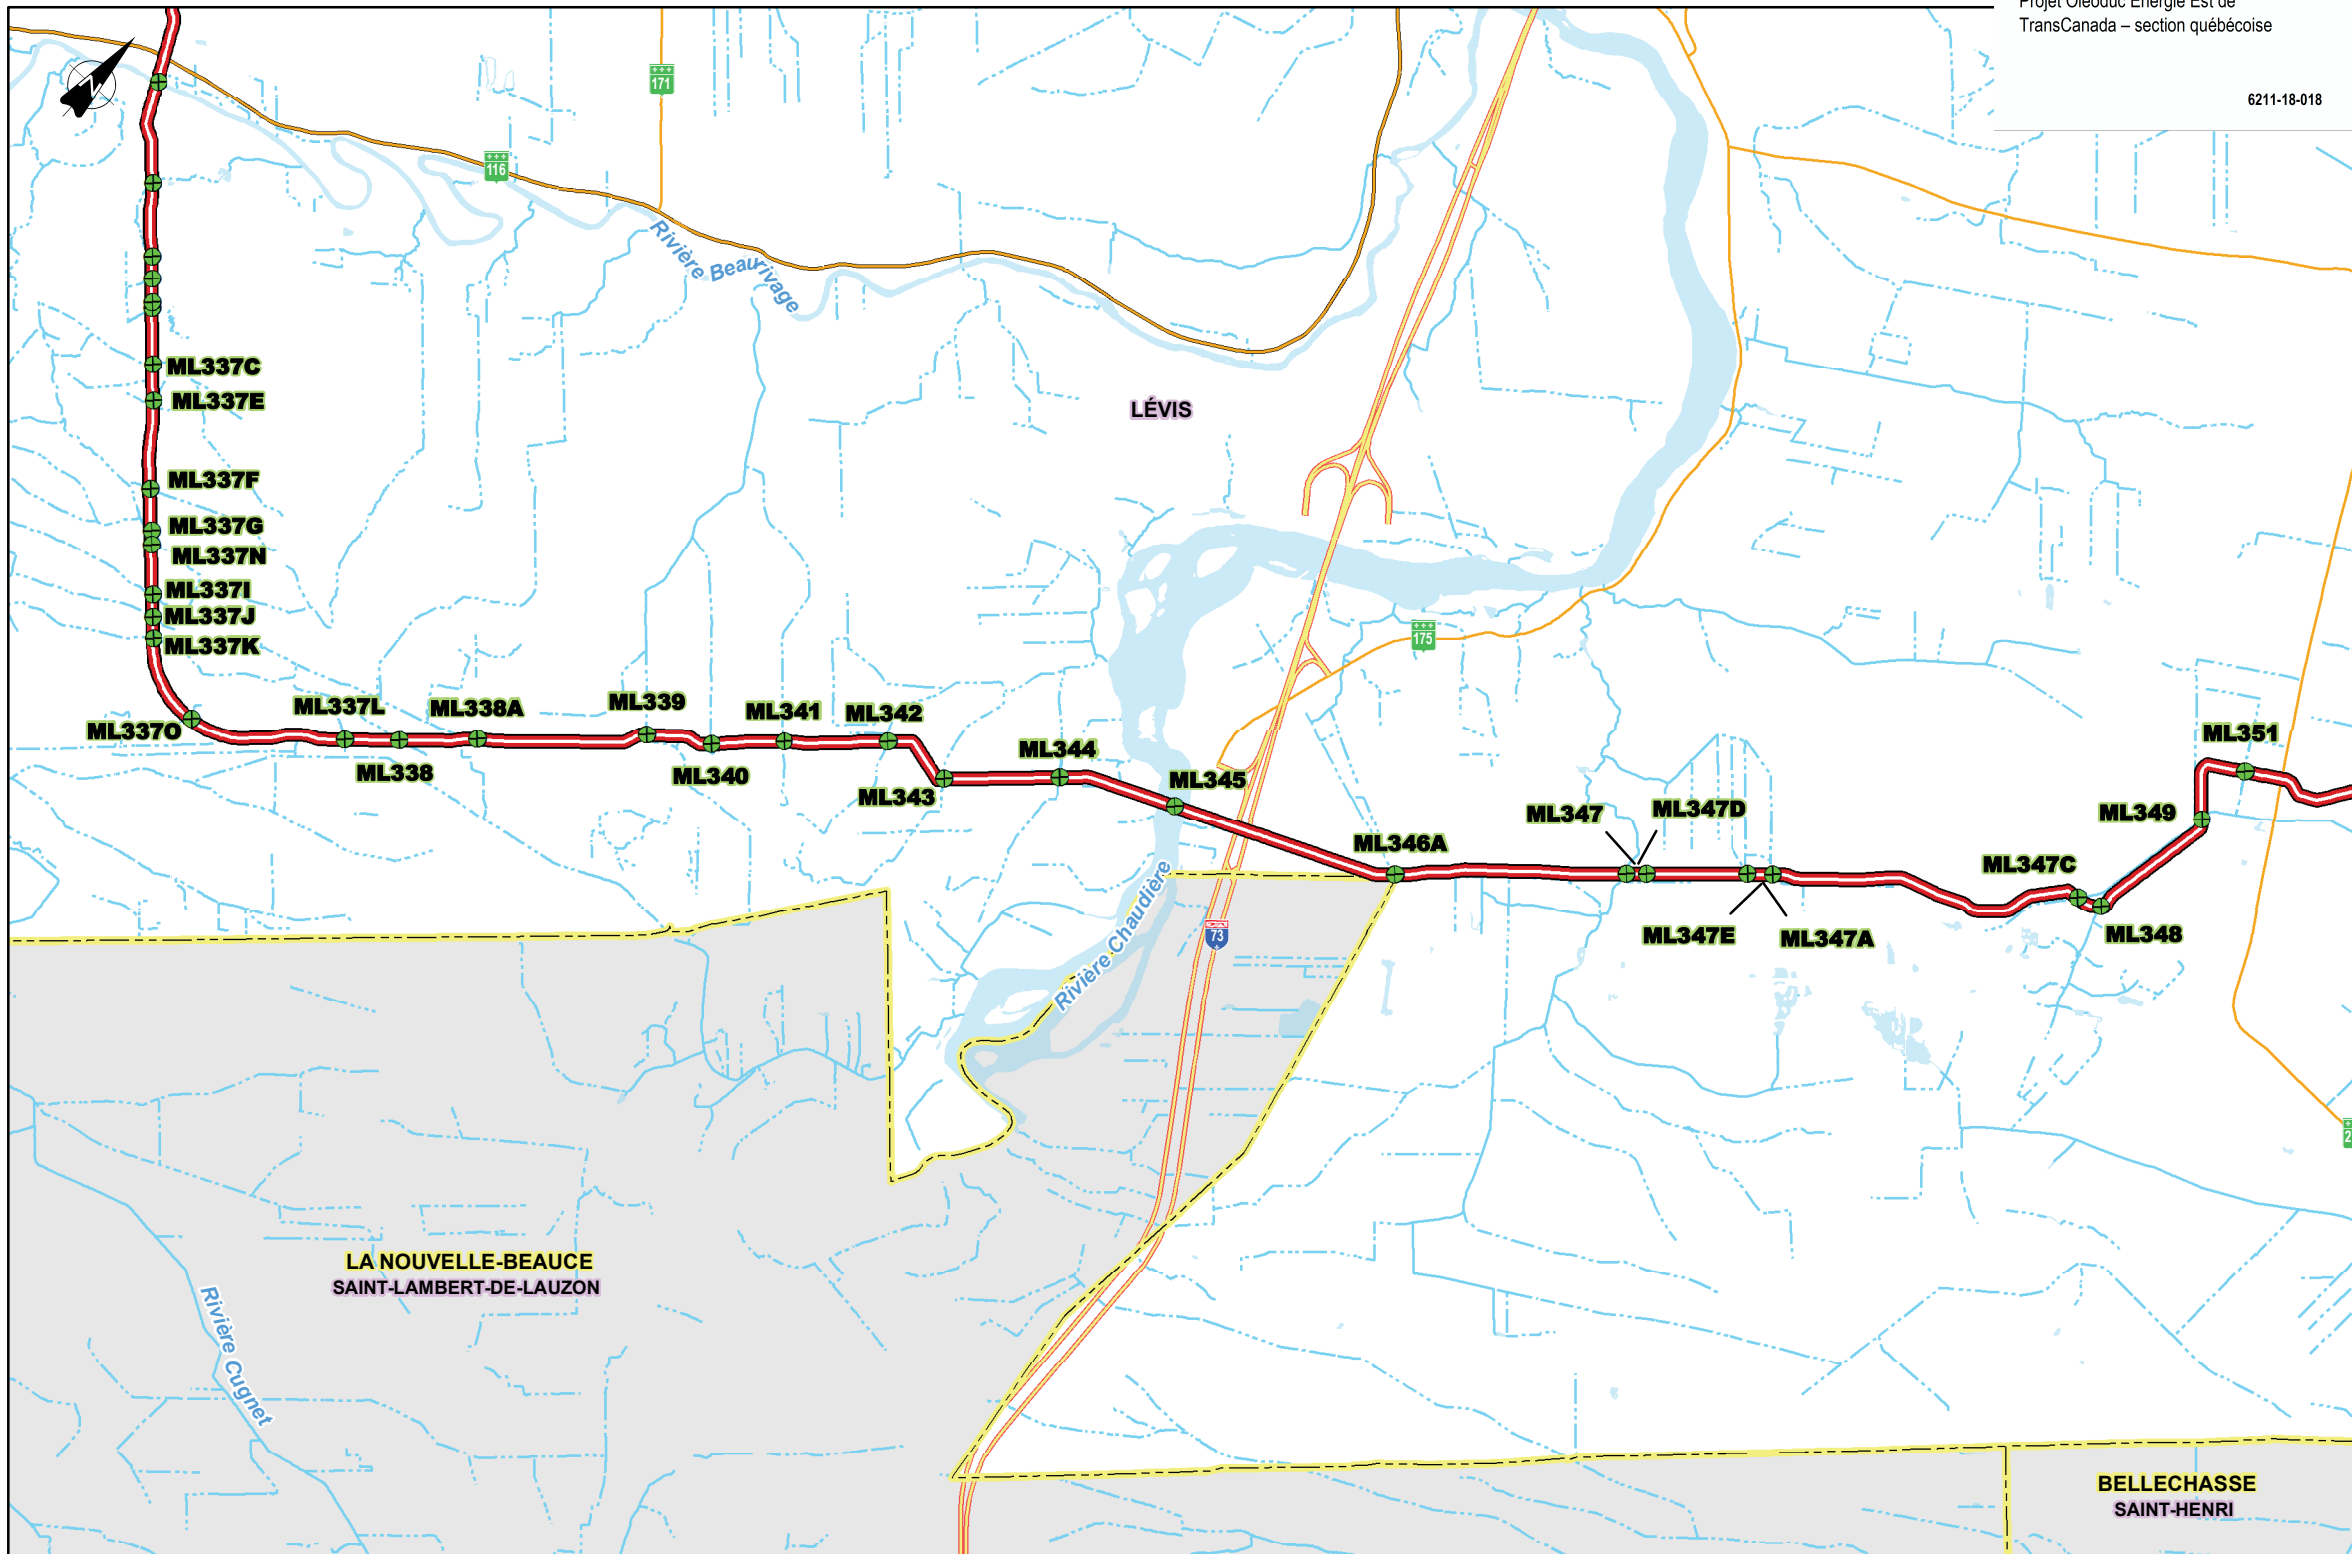 Projet Oléoduc Énergie Est de
TransCanada – section québécoise
6211-18-018
N
171
116
Rivière Beaurivage
ML337C
ML337E
LÉVIS
ML337F
ML337G
ML337N
ML337I
ML337J
ML337K
175
ML337L
ML338A
ML339
ML341
ML342
ML337O
ML351
ML344
ML338
ML340
ML345
ML343
ML347
ML347D
ML349
ML346A
ML347C
Rivière Chaudière
73
ML347E
ML347A
ML348
LA NOUVELLE-BEAUCE
SAINT-LAMBERT-DE-LAUZON
Rivière Cugnet
BELLECHASSE
SAINT-HENRI